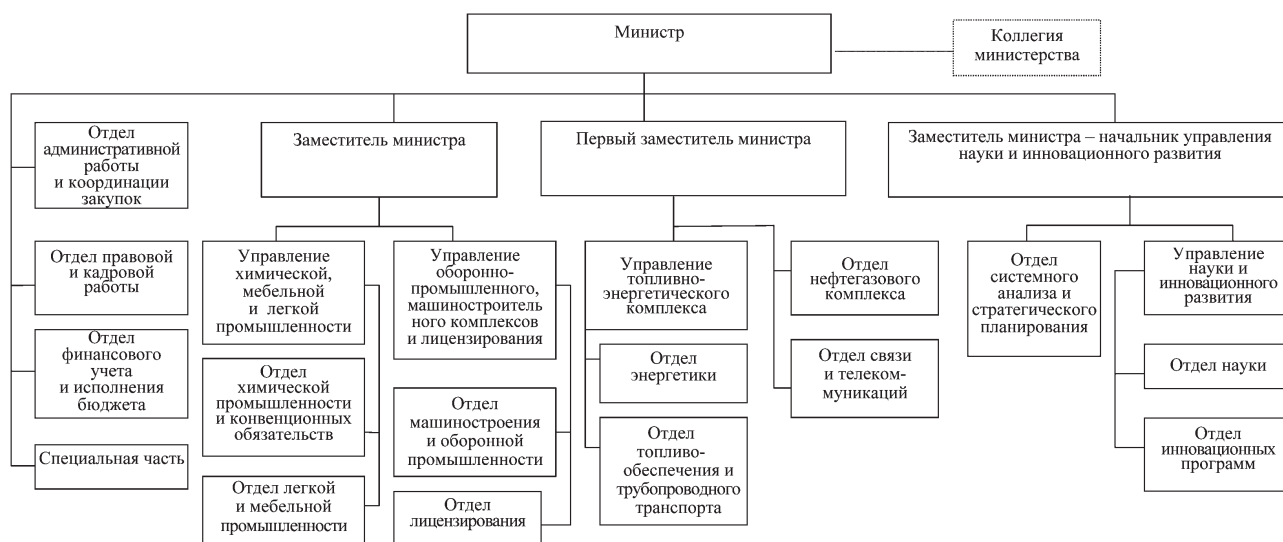 Министр
Коллегия
министерства
Отдел
административной
работы
и координации
закупок
Заместитель
министра
Первый заместитель
министра
Заместитель министра – начальник управления
науки и инновационного развития
Отдел правовой
и кадровой
работы
Управление
химической,
мебельной
и легкой
промышленности
Управление
оборонно-
промышленного,
машиностроитель
ного комплексов
и лицензирования
Управление
топливно-
энергетического
комплекса
Отдел
нефтегазового
комплекса
Отдел
системного
анализа и
стратегического
планирования
Управление
науки и
инновационного
развития
Отдел
финансового
учета
и исполнения
бюджета
Отдел
химической
промышленности
и конвенционных
обязательств
Отдел
машиностроения
и оборонной
промышленности
Отдел
энергетики
Отдел связи
и телеком-
муникаций
Отдел науки
Специальная часть
Отдел легкой
и мебельной
промышленности
Отдел
лицензирования
Отдел
топливо-
обеспечения и
трубопроводного
транспорта
Отдел
инновационных
программ